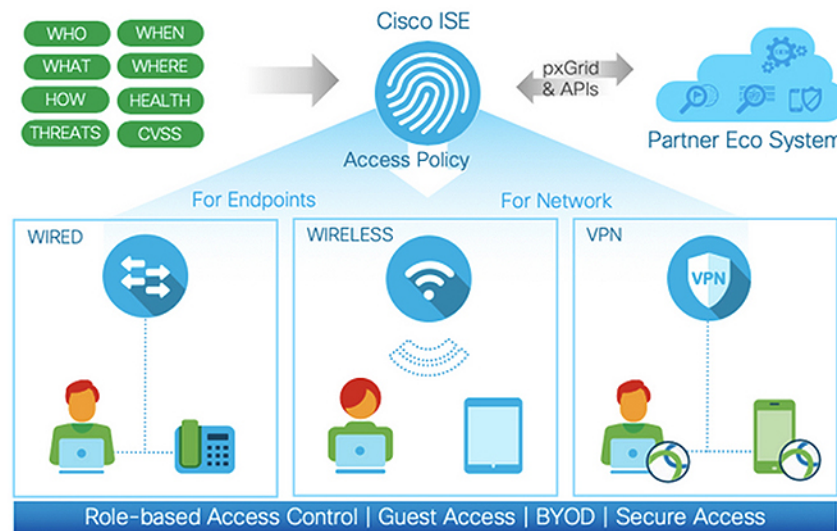 WHO WHEN
WHAT WHERE
HOW HEALTH
THREATS CVSS
Cisco ISE
pxGrid
& APIs
Partner Eco System
Access Policy
For Endpoints
For Network
WIRED
WIRELESS
VPN
VPN
Role-based Access Control | Guest Access | BYOD | Secure Access